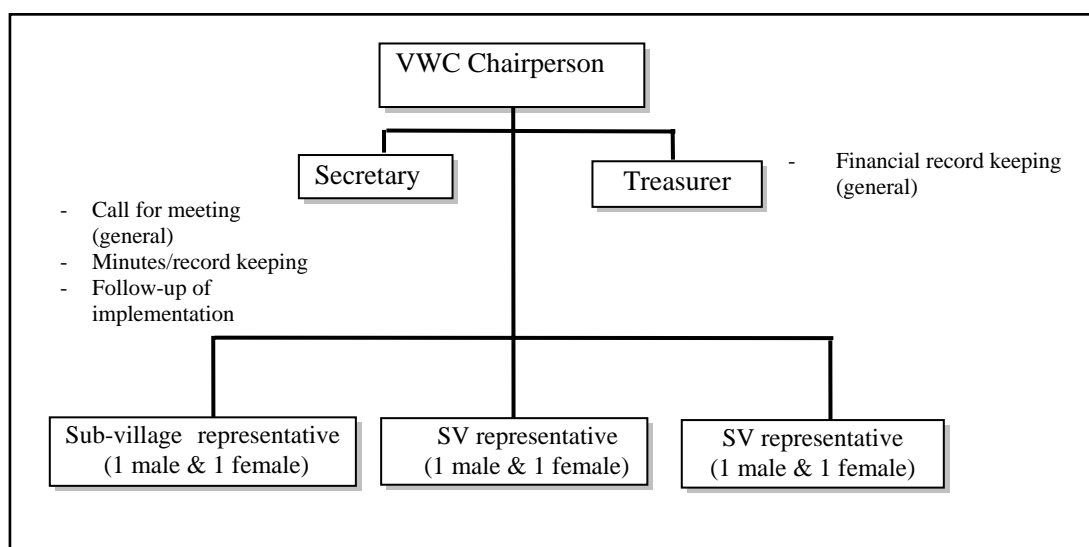 VWC Chairperson
Secretary
Treasurer
- Financial record keeping
(general)
- Call for meeting
(general)
- Minutes/record keeping
- Follow-up of
implementation
Sub-village representative
(1 male & 1 female)
SV representative
(1 male & 1 female)
SV representative
(1 male & 1 female)